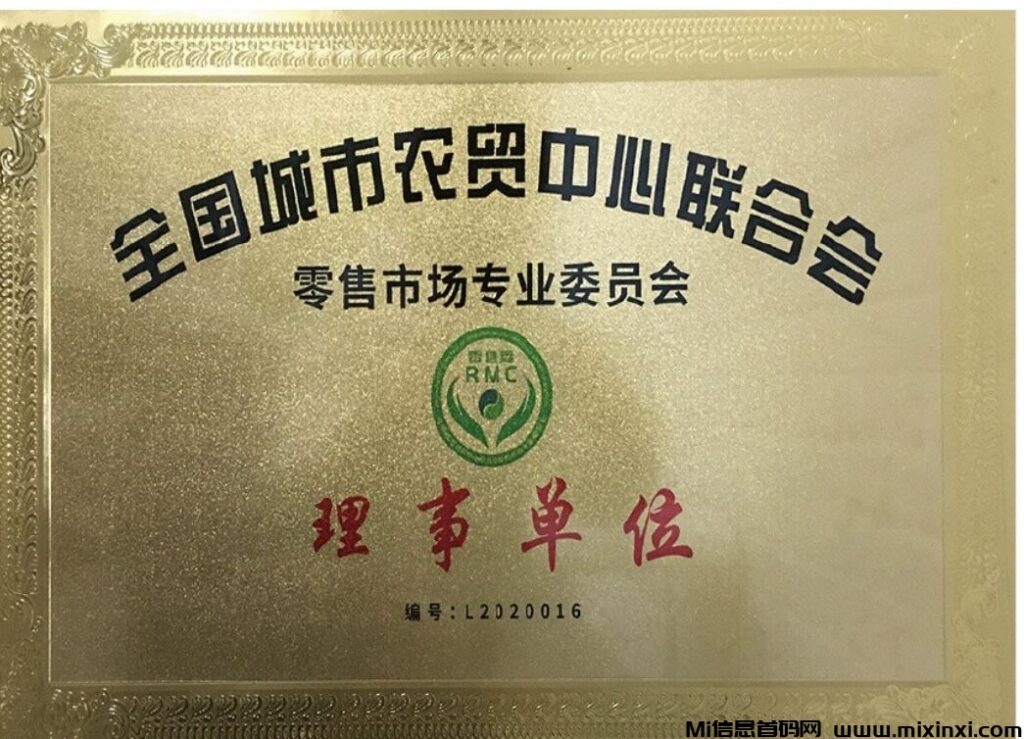 全国城市农贸中心联合会
零售市场专业委员会
RMC
理事单位
编号:L2020016
Mi信息首码网 www.mixinxi.com